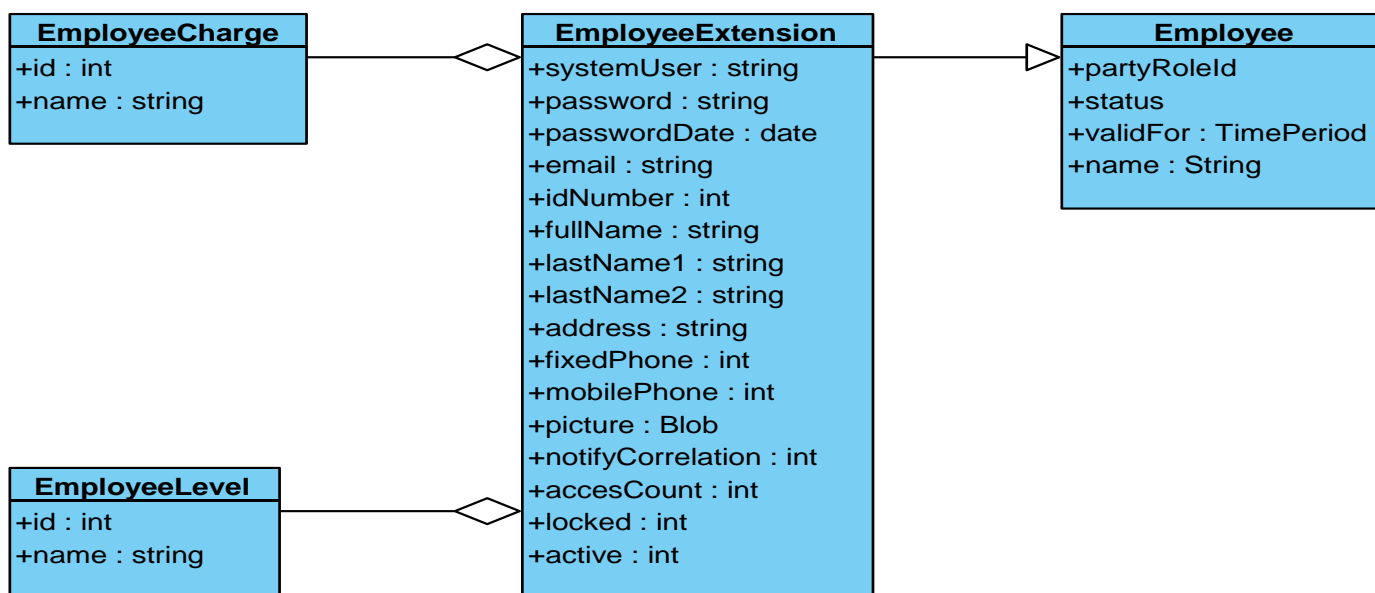 EmployeeCharge
+id : int
+name : string
EmployeeExtension
+systemUser : string
+password : string
+passwordDate : date
+email : string
+idNumber : int
+fullName : string
+lastName1 : string
+lastName2 : string
+address : string
+fixedPhone : int
+mobilePhone : int
+picture : Blob
+notifyCorrelation : int
+accesCount : int
+locked : int
+active : int
Employee
+partyRoleId
+status
+validFor : TimePeriod
+name : String
EmployeeLevel
+id : int
+name : string